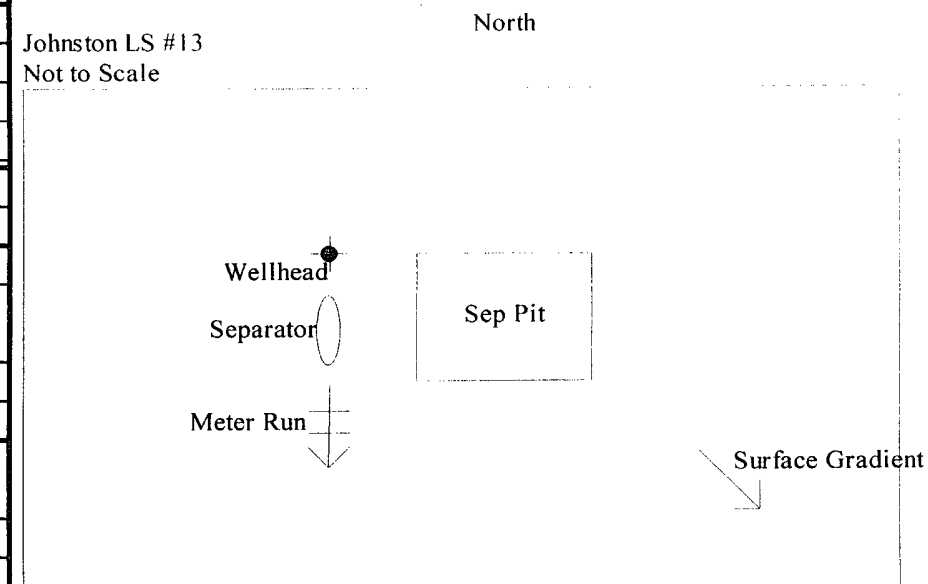 North
Johnston LS #13
Not to Scale
Wellhead
Sep Pit
Separator
Meter Run
Surface Gradient